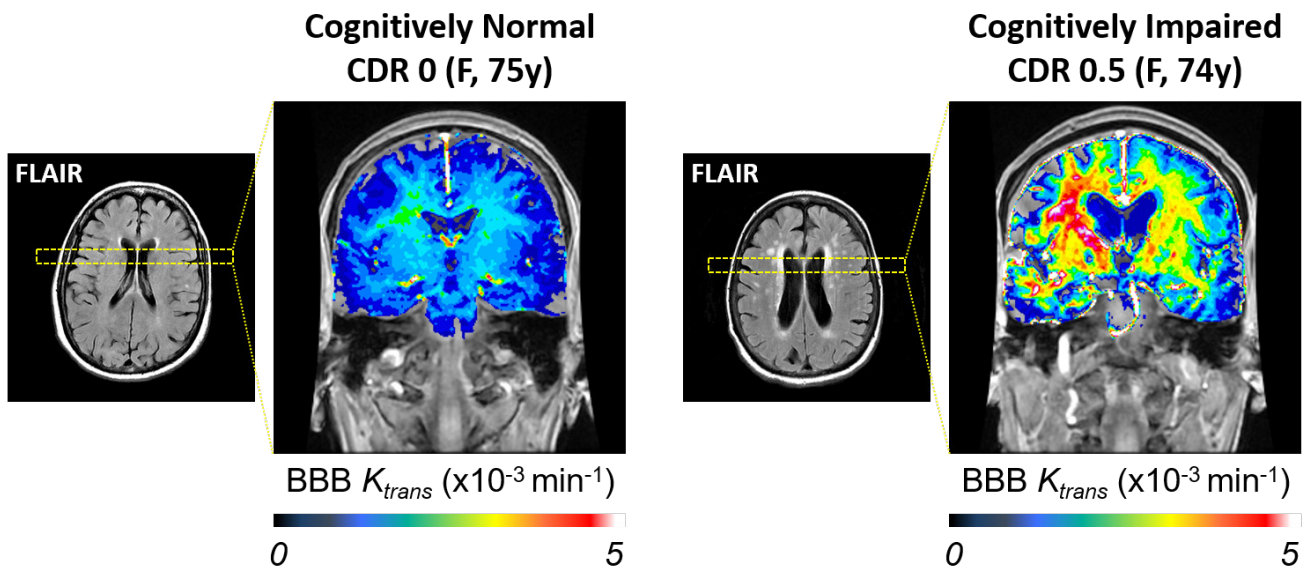 Cognitively Normal
CDR 0 (F, 75y)
FLAIR
BBB Ktrans (x10-3 min-1)
0 5
Cognitively Impaired
CDR 0.5 (F, 74y)
FLAIR
BBB Ktrans (x10-3 min-1)
0 5